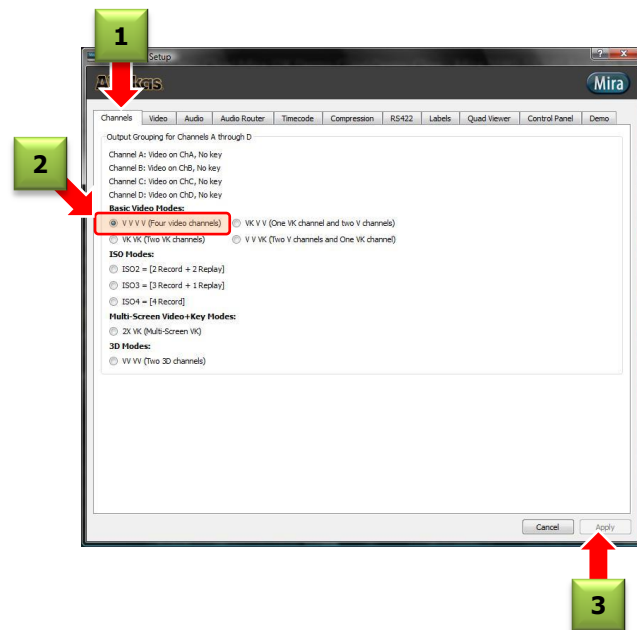 1
Setup
?
X
Mira
Channels Video Audio Audio Router Timecode Compression RS422 Labels Quad Viewer Control Panel Demo
Output Grouping for Channels A through D
Channel A: Video on ChA, No key
Channel B: Video on ChB, No key
Channel C: Video on ChC, No key
Channel D: Video on ChD, No key
2
Basic Video Modes:
V V V V (Four video channels) VK V V (One VK channel and two V channels)
VK VK (Two VK channels) V V VK (Two V channels and One VK channel)
ISO Modes:
ISO2 = [2 Record + 2 Replay]
ISO3 = [3 Record + 1 Replay]
ISO4 = [4 Record]
Multi-Screen Video+Key Modes:
2X VK (Multi-Screen VK)
3D Modes:
VV VV (Two 3D channels)
Cancel Apply
3